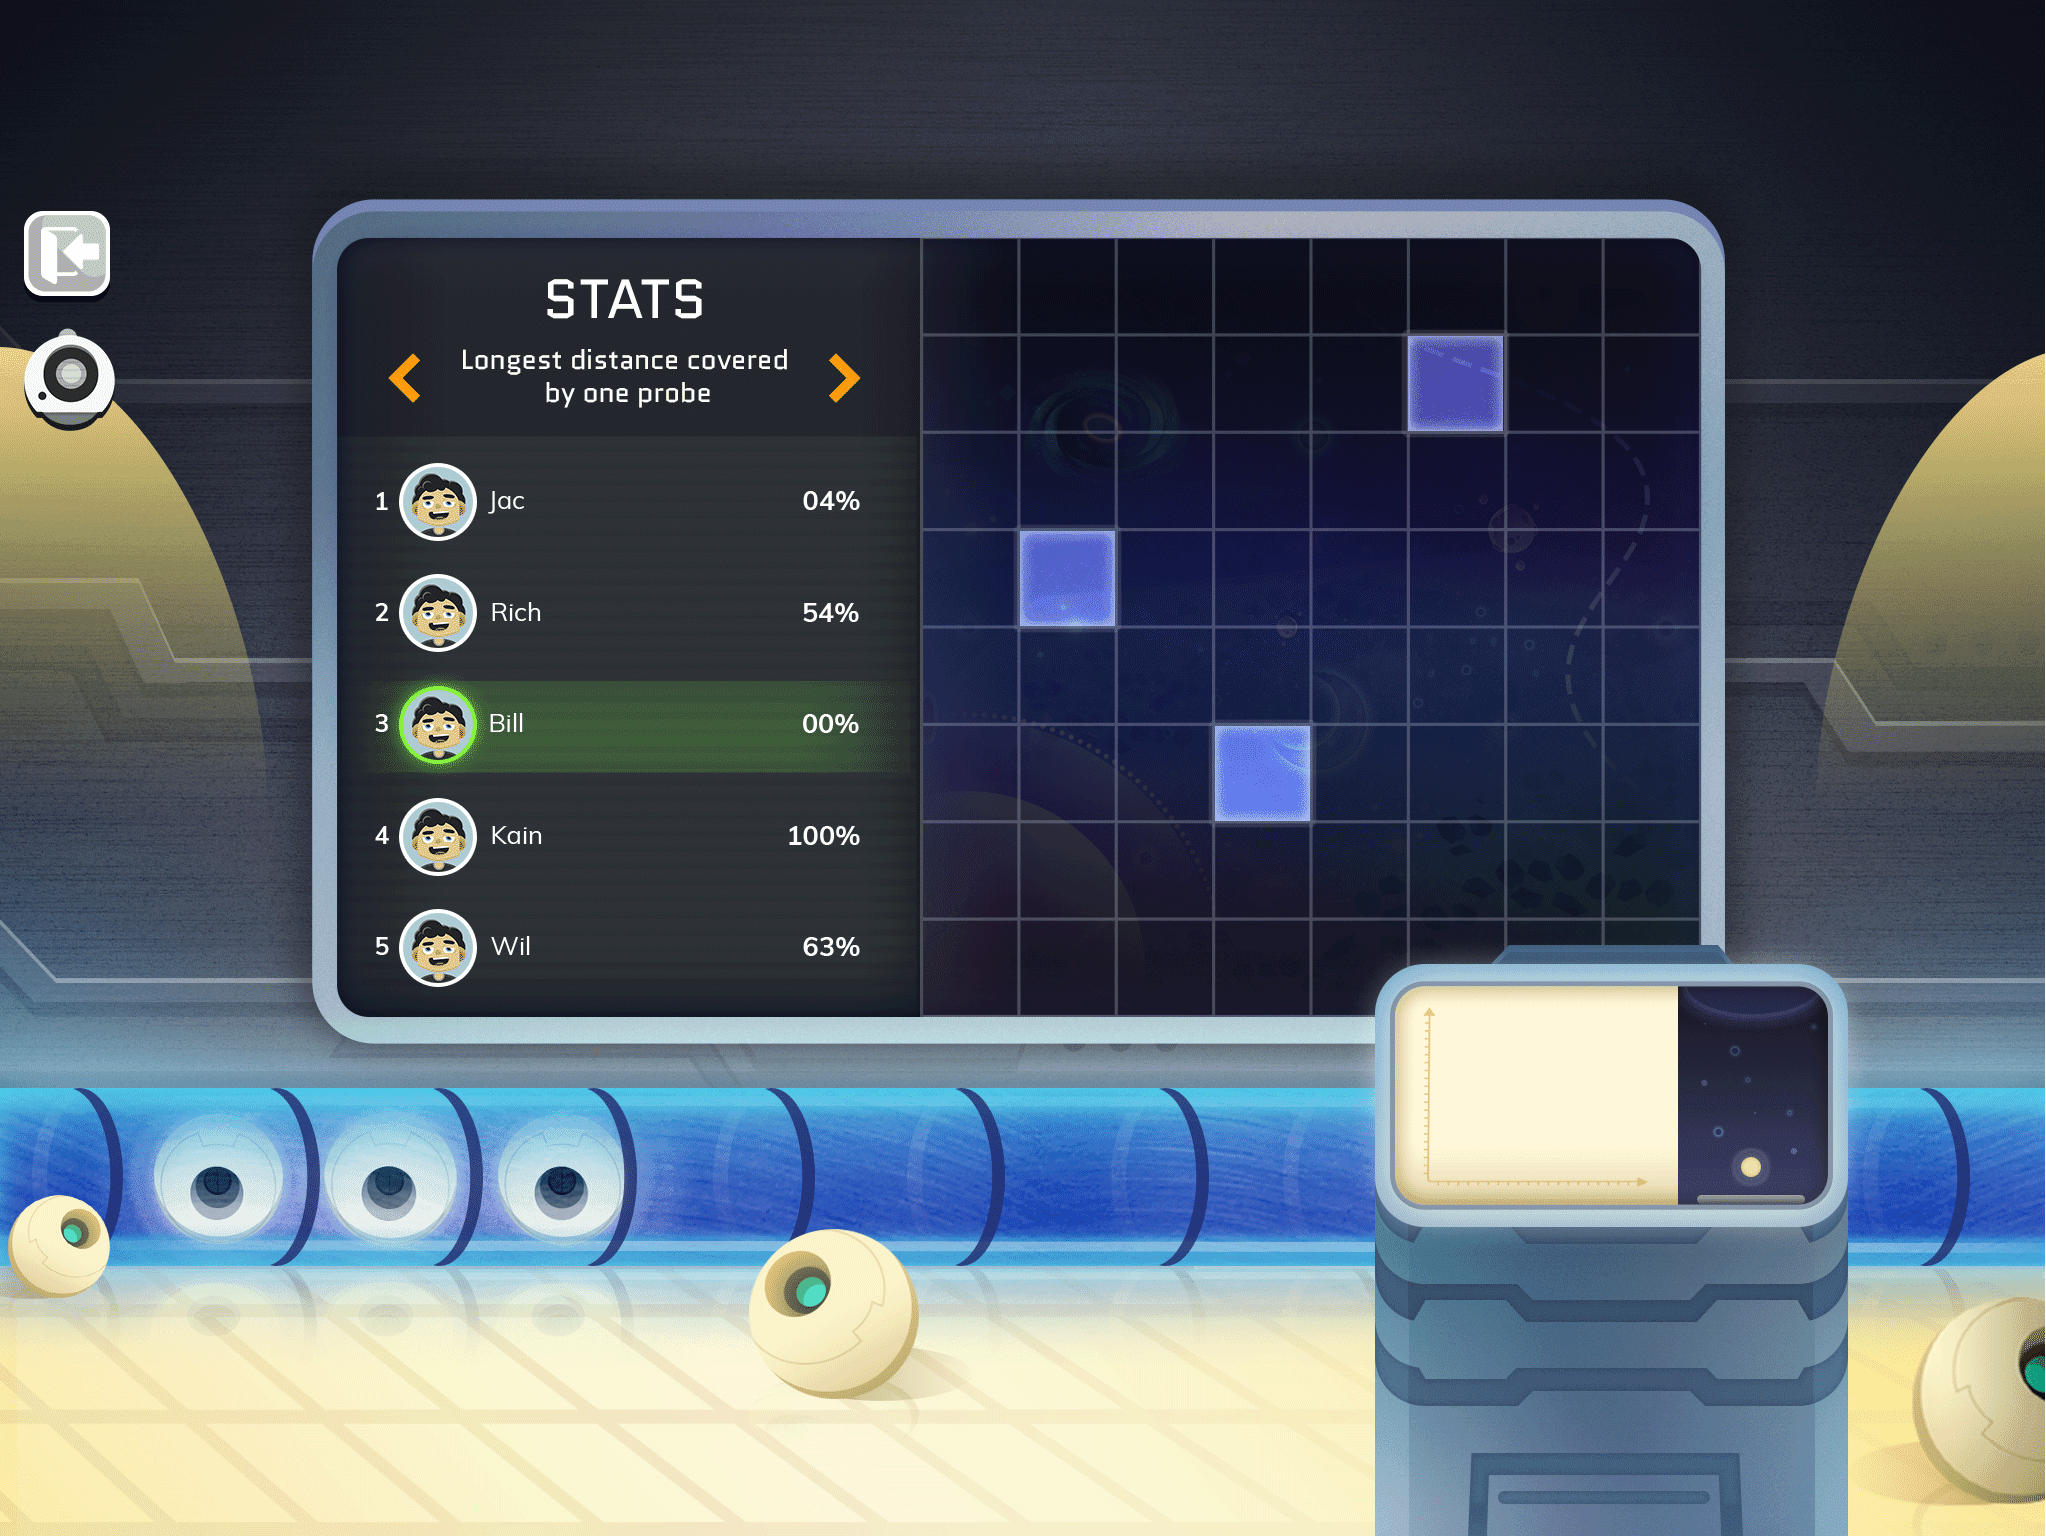 STATS
Longest distance covered
by one probe
1 Jac 04%
2 Rich 54%
3 Bill 00%
4 Kain 100%
5 Wil 63%